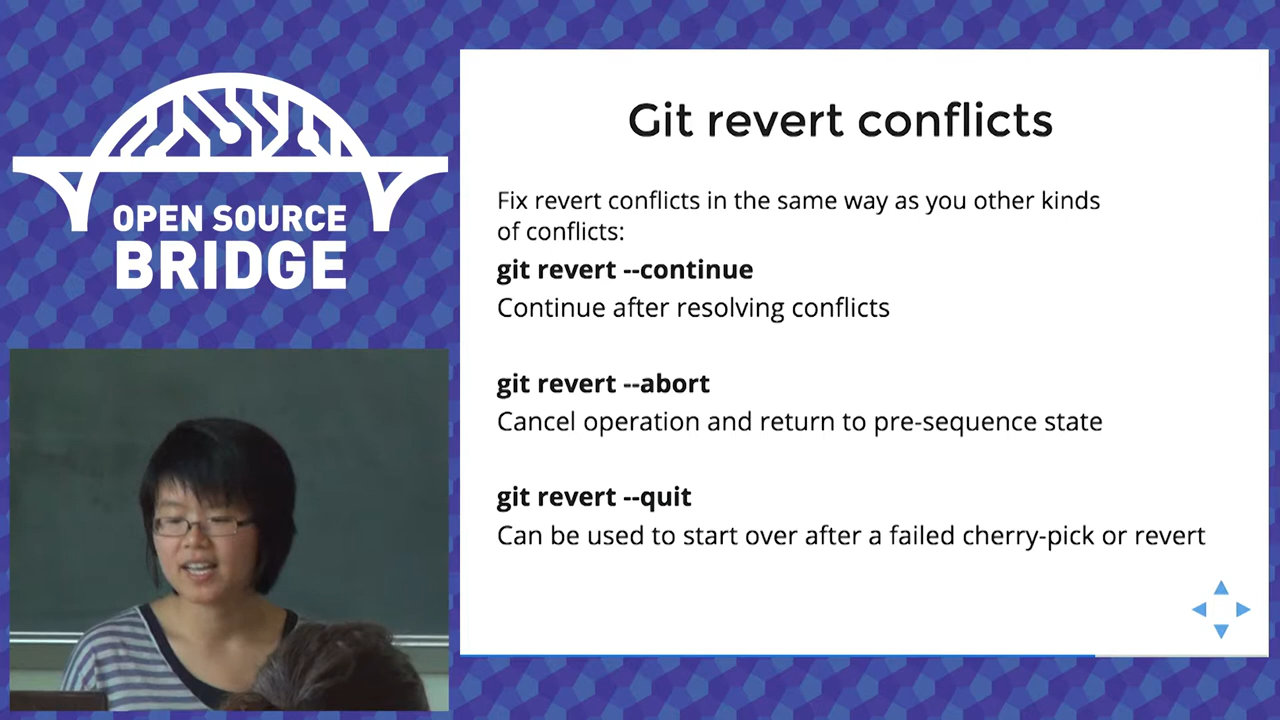 OPEN SOURCE
BRIDGE
Git revert conflicts
Fix revert conflicts in the same way as you other kinds
of conflicts:
git revert --continue
Continue after resolving conflicts
git revert --abort
Cancel operation and return to pre-sequence state
git revert --quit
Can be used to start over after a failed cherry-pick or revert